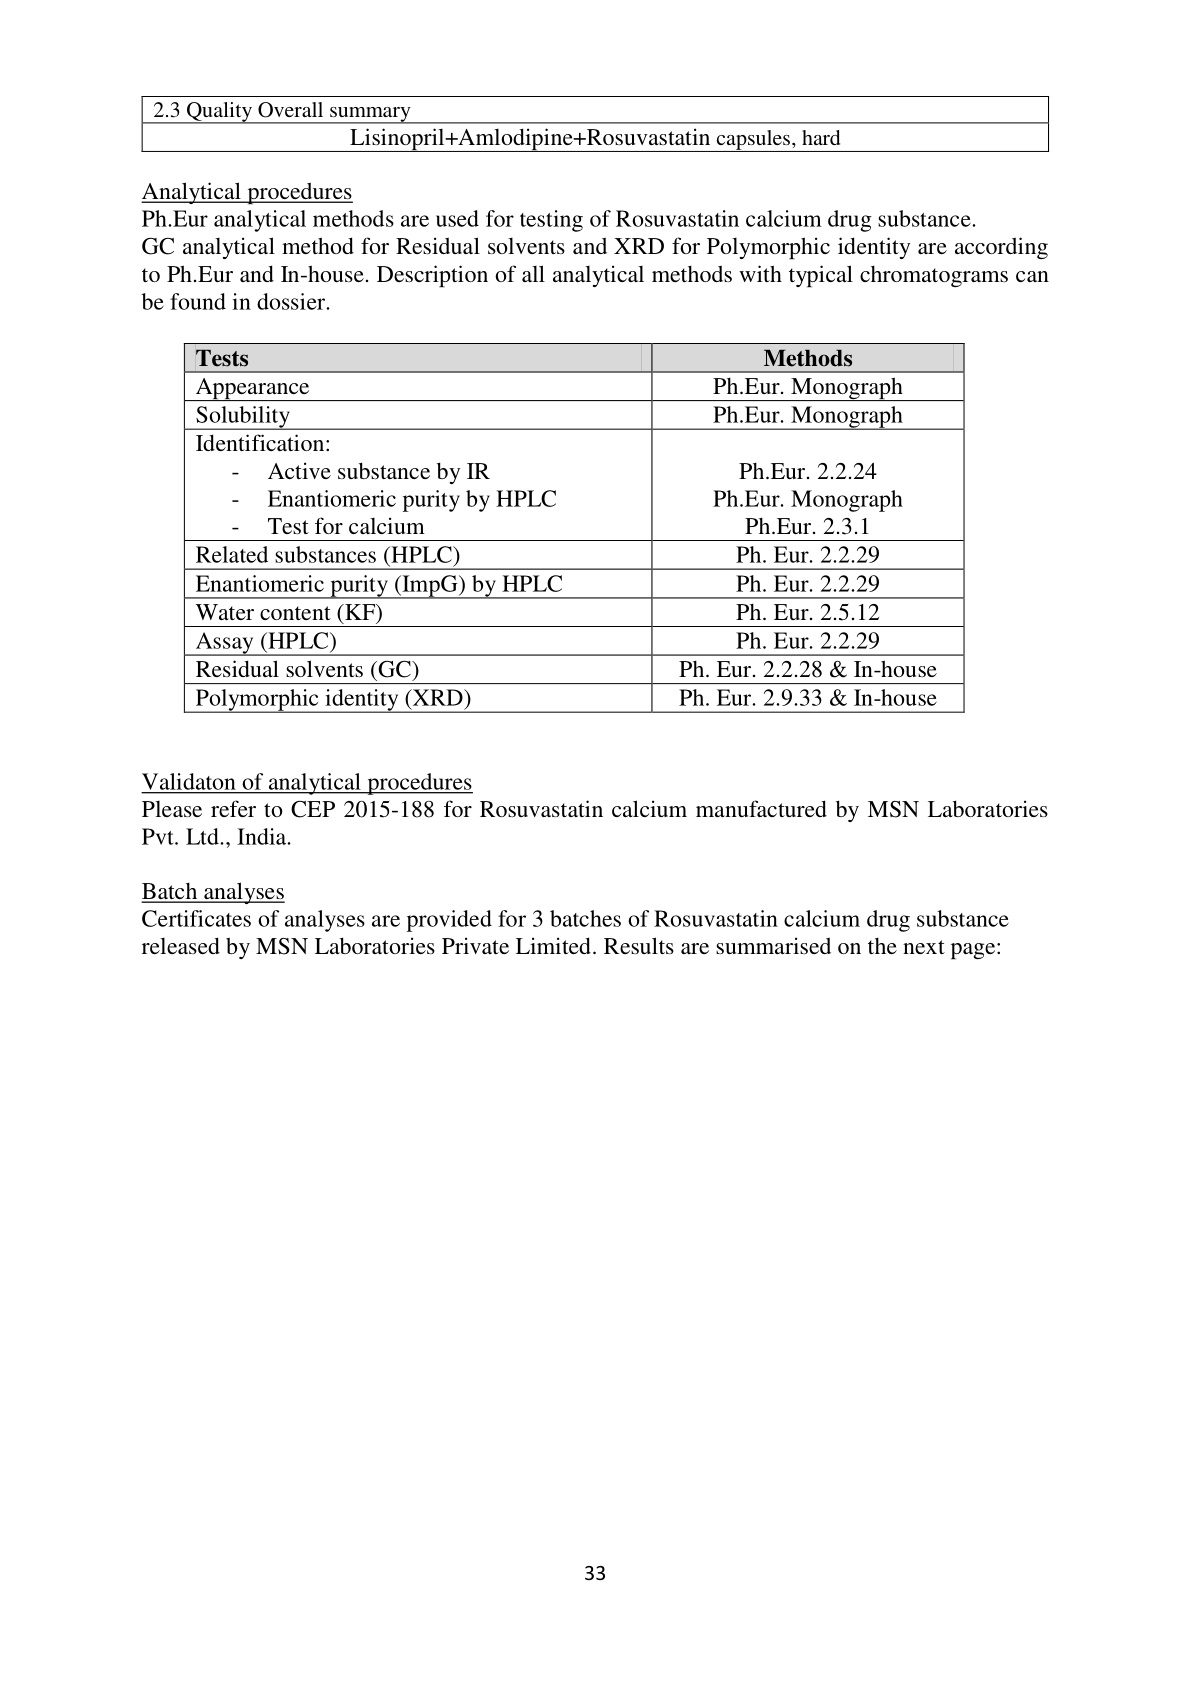 2.3 Quality Overall summary
Lisinopril+Amlodipine+Rosuvastatin capsules, hard
Analytical procedures
Ph.Eur analytical methods are used for testing of Rosuvastatin calcium drug substance.
GC analytical method for Residual solvents and XRD for Polymorphic identity are according
to Ph.Eur and In-house. Description of all analytical methods with typical chromatograms can
be found in dossier.
Tests Methods
Appearance Ph.Eur. Monograph
Solubility Ph.Eur. Monograph
Identification:
- Active substance by IR Ph.Eur. 2.2.24
- Enantiomeric purity by HPLC Ph.Eur. Monograph
- Test for calcium Ph.Eur. 2.3.1
Related substances (HPLC) Ph. Eur. 2.2.29
Enantiomeric purity (ImpG) by HPLC Ph. Eur. 2.2.29
Water content (KF) Ph. Eur. 2.5.12
Assay (HPLC) Ph. Eur. 2.2.29
Residual solvents (GC) Ph. Eur. 2.2.28 & In-house
Polymorphic identity (XRD) Ph. Eur. 2.9.33 & In-house
Validaton of analytical procedures
Please refer to CEP 2015-188 for Rosuvastatin calcium manufactured by MSN Laboratories
Pvt. Ltd., India.
Batch analyses
Certificates of analyses are provided for 3 batches of Rosuvastatin calcium drug substance
released by MSN Laboratories Private Limited. Results are summarised on the next page:
33